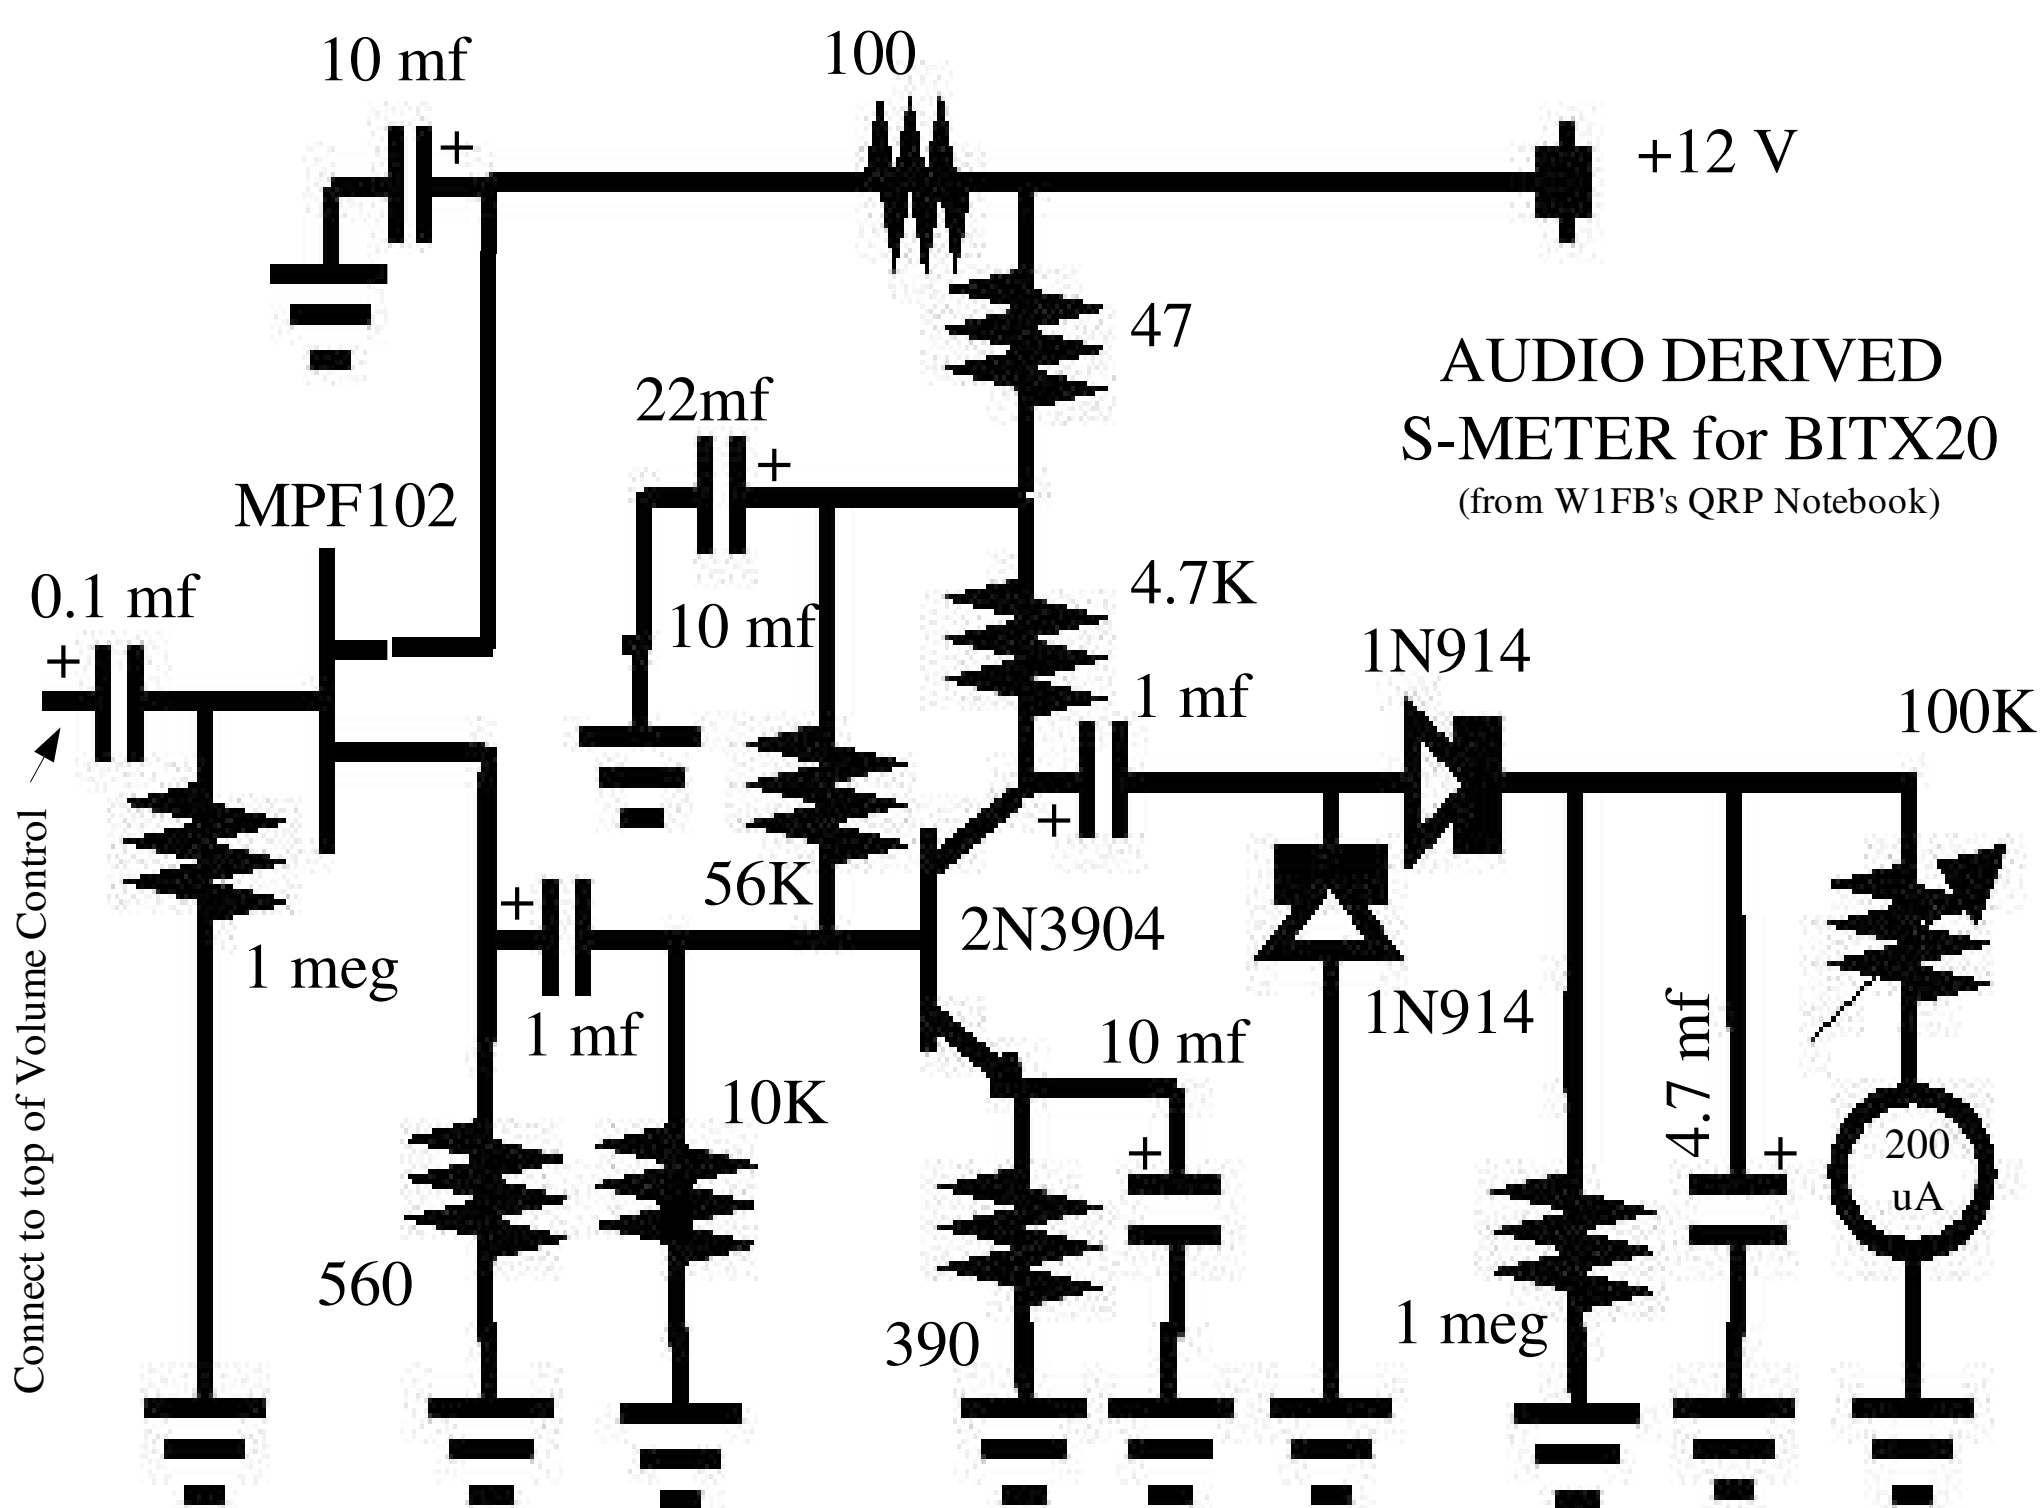 10 mf
+
100
+12 V
47
AUDIO DERIVED
S-METER for BITX20
(from W1FB's QRP Notebook)
22mf
+
MPF102
0.1 mf
+
10 mf
4.7K
1 mf
+
1N914
100K
Connect to top of Volume Control
1 meg
56K
+
1 mf
2N3904
1N914
10K
10 mf
+
4.7 mf
+
200
uA
560
390
1 meg